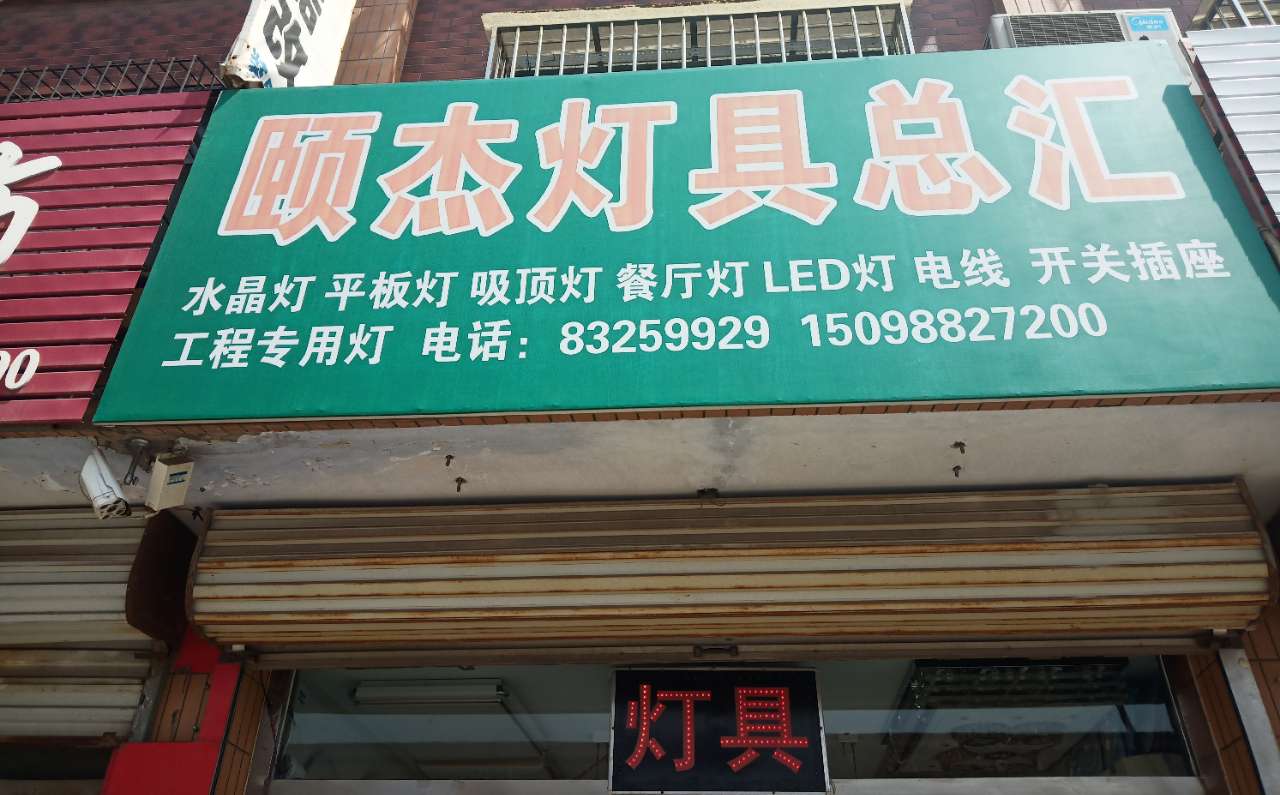 颐杰灯具总汇
水晶灯 平板灯 吸顶灯 餐厅灯 LED灯 电线 开关插座
工程专用灯 电话：83259929 15098827200
灯具
Midea